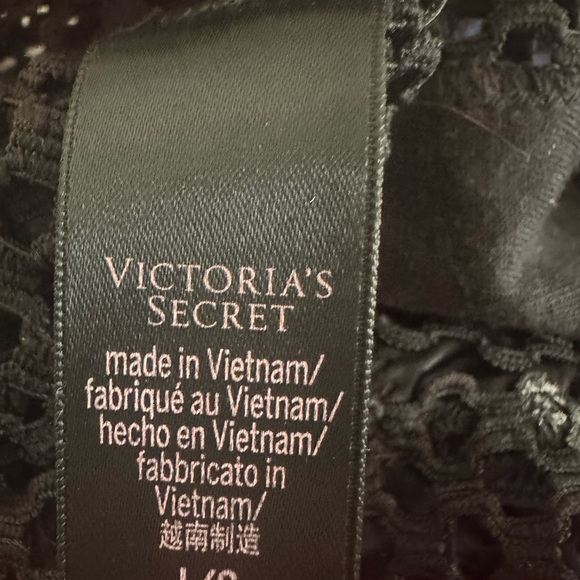 VICTORIA'S
SECRET
made in Vietnam/
fabriqué au Vietnam/
hecho en Vietnam/
fabbricato in
Vietnam/
越南制造